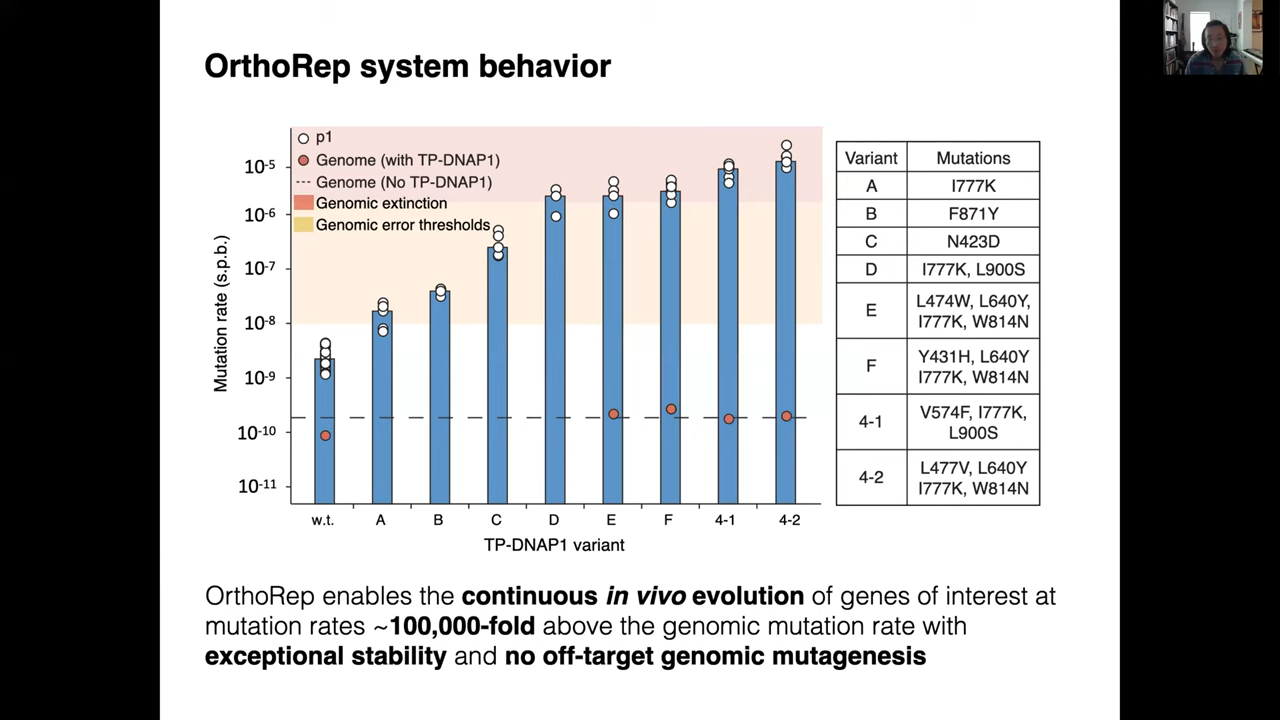 OrthoRep system behavior
p1
Genome (with TP-DNAP1)
Genome (No TP-DNAP1)
Genomic extinction
Genomic error thresholds
Mutation rate (s.p.b.)
10-5
10-6
10-7
10-8
10-9
10-10
10-11
w.t. A B C D E F 4-1 4-2
TP-DNAP1 variant
Variant Mutations
A I777K
B F871Y
C N423D
D I777K, L900S
E L474W, L640Y,
I777K, W814N
F Y431H, L640Y
I777K, W814N
4-1 V574F, I777K,
L900S
4-2 L477V, L640Y
I777K, W814N
OrthoRep enables the continuous in vivo evolution of genes of interest at
mutation rates ~100,000-fold above the genomic mutation rate with
exceptional stability and no off-target genomic mutagenesis